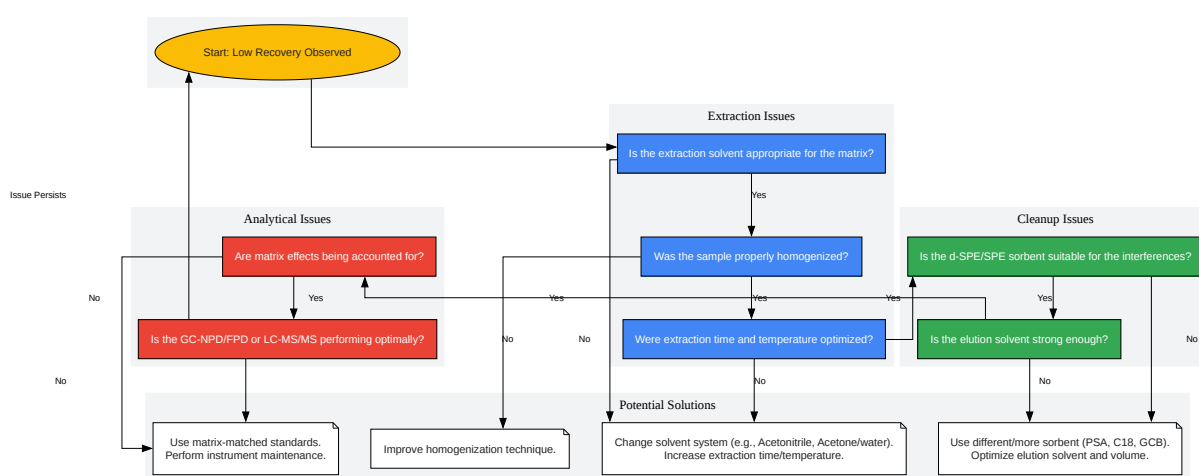 Start: Low Recovery Observed
Extraction Issues
Is the extraction solvent appropriate for the matrix?
Issue Persists
Yes
Analytical Issues
Cleanup Issues
Are matrix effects being accounted for?
Was the sample properly homogenized?
Is the d-SPE/SPE sorbent suitable for the interferences?
No
Yes
Yes
Yes
Yes
Yes
Is the GC-NPD/FPD or LC-MS/MS performing optimally?
No
No
Were extraction time and temperature optimized?
Is the elution solvent strong enough?
No
No
No
No
Potential Solutions
Use matrix-matched standards.
Perform instrument maintenance.
Improve homogenization technique.
Change solvent system (e.g., Acetonitrile, Acetone/water).
Increase extraction time/temperature.
Use different/more sorbent (PSA, C18, GCB).
Optimize elution solvent and volume.